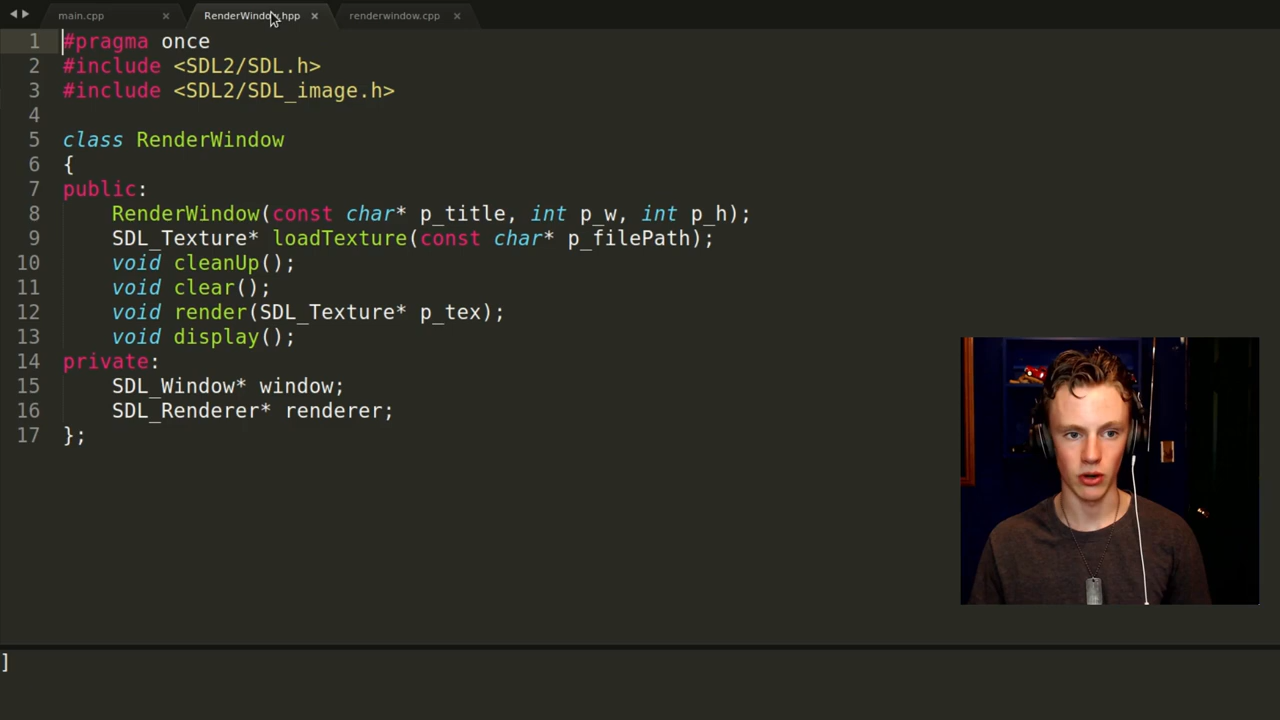 main.cpp × RenderWindow.hpp × renderwindow.cpp ×
1 #pragma once
2 #include <SDL2/SDL.h>
3 #include <SDL2/SDL_image.h>
4
5 class RenderWindow
6 {
7 public:
8 RenderWindow(const char* p_title, int p_w, int p_h);
9 SDL_Texture* loadTexture(const char* p_filePath);
10 void cleanUp();
11 void clear();
12 void render(SDL_Texture* p_tex);
13 void display();
14 private:
15 SDL_Window* window;
16 SDL_Renderer* renderer;
17 };
]